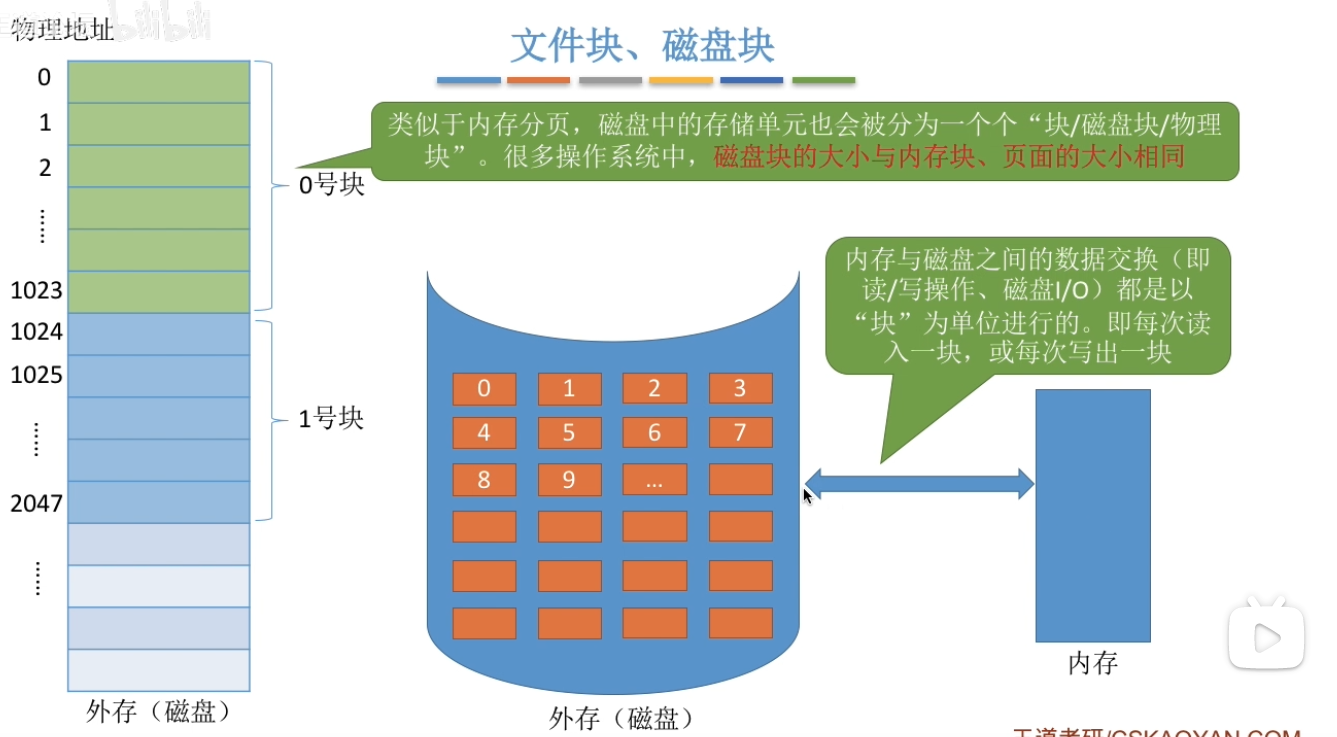 物理地址
文件块、磁盘块
0
1
2
……
1023
1024
1025
……
2047
……
0号块
1号块
外存（磁盘）
类似于内存分页，磁盘中的存储单元也会被分为一个个“块/磁盘块/物理
块”。很多操作系统中，磁盘块的大小与内存块、页面的大小相同
内存与磁盘之间的数据交换（即
读/写操作、磁盘I/O）都是以
“块”为单位进行的。即每次读
入一块，或每次写出一块
0 1 2 3
4 5 6 7
8 9 ...
外存（磁盘）
内存
王道考研/CSKAOYAN.COM